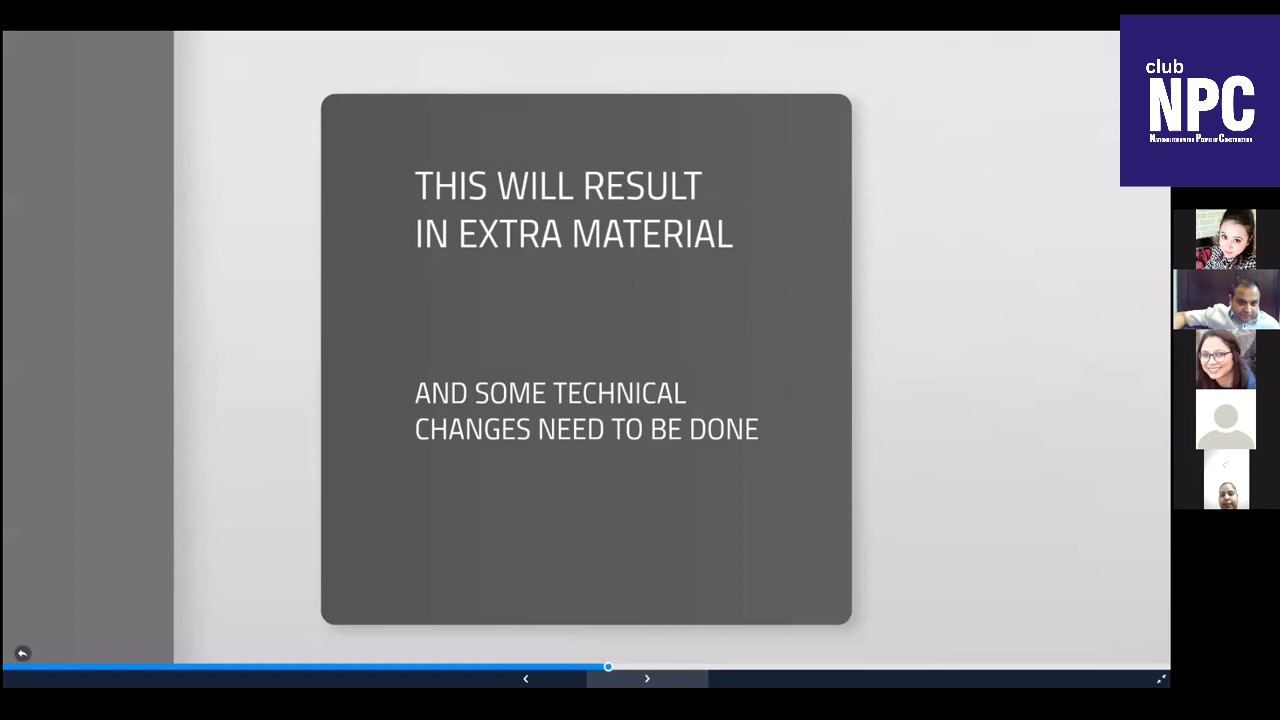 THIS WILL RESULT
IN EXTRA MATERIAL
AND SOME TECHNICAL
CHANGES NEED TO BE DONE
club
NPC